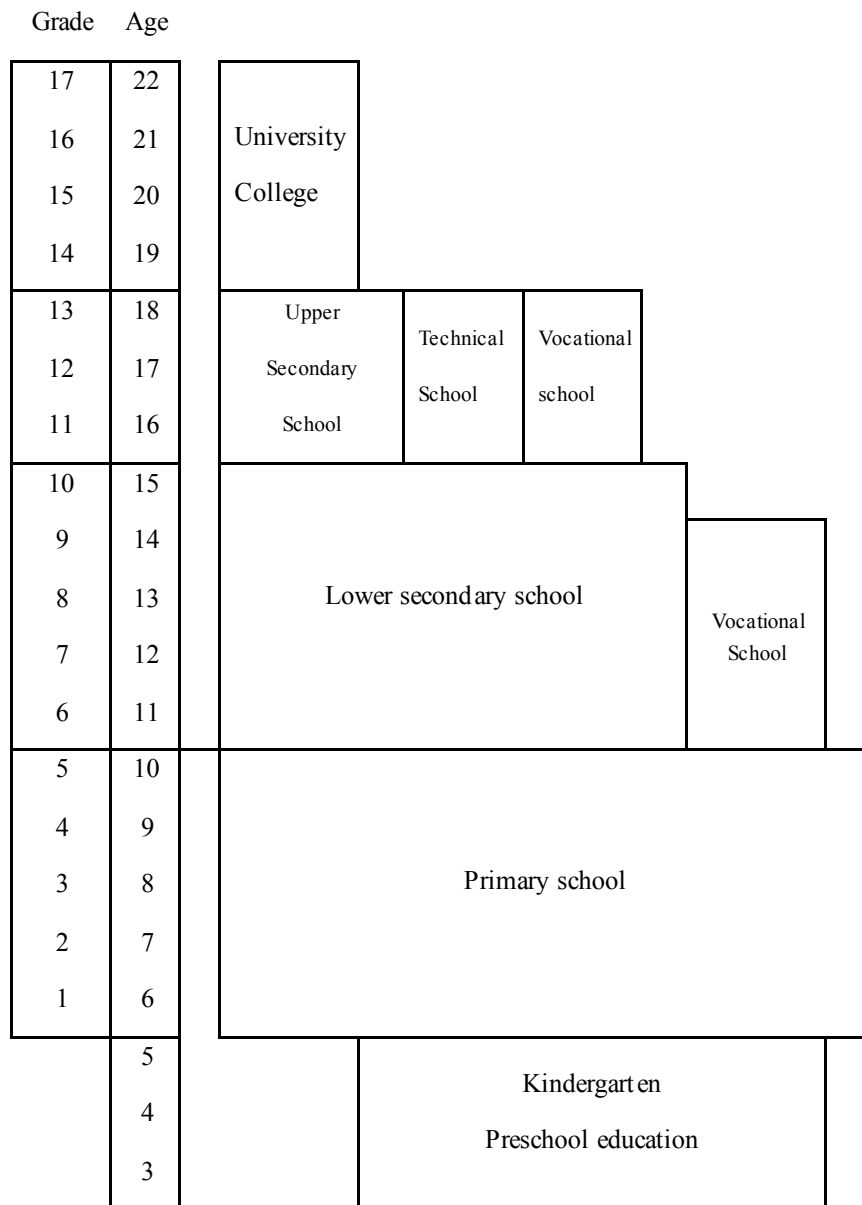 Grade Age
17 22
16 21
15 20
14 19
University
College
13 18
12 17
11 16
Upper
Secondary
School
Technical
School
Vocational
school
10 15
9 14
8 13
7 12
6 11
Lower secondary school
Vocational
School
5 10
4 9
3 8
2 7
1 6
Primary school
5
4
3
Kindergarten
Preschool education